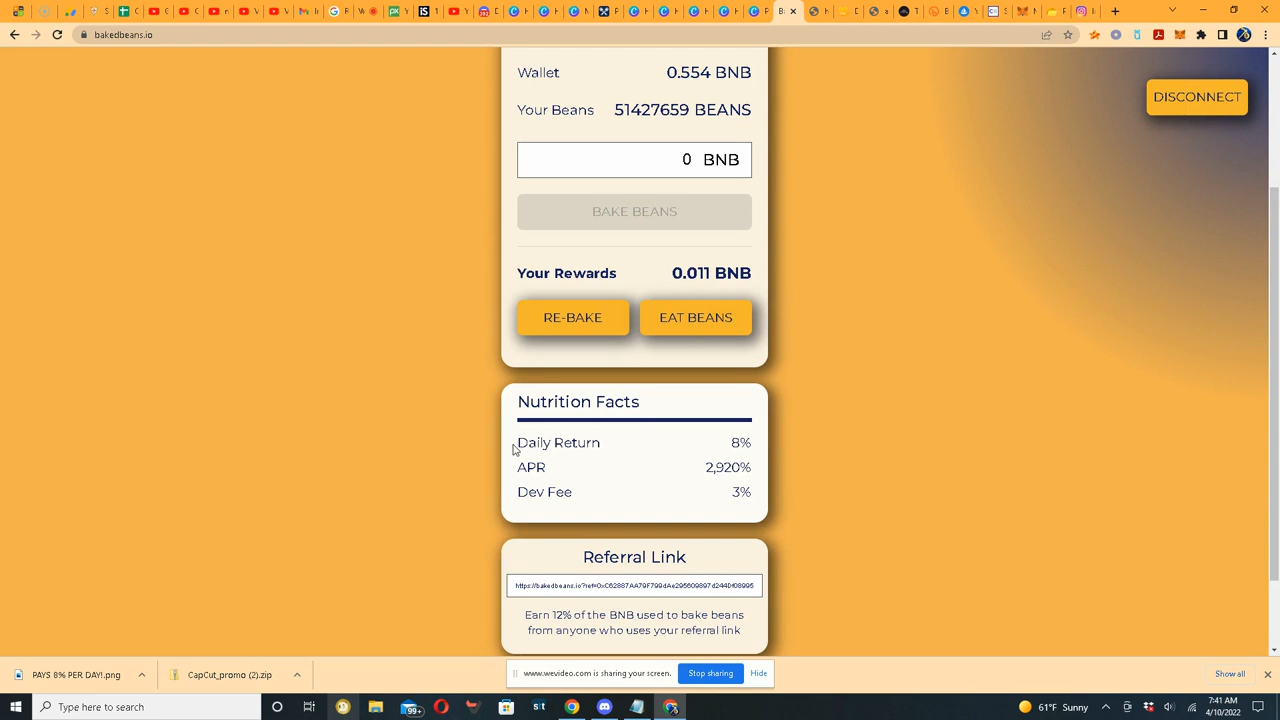 bakedbeans.io
Wallet 0.554 BNB
DISCONNECT
Your Beans 51427659 BEANS
0 BNB
BAKE BEANS
Your Rewards 0.011 BNB
RE-BAKE EAT BEANS
Nutrition Facts
Daily Return 8%
APR 2,920%
Dev Fee 3%
Referral Link
Earn 12% of the BNB used to bake beans
from anyone who uses your referral link
PAYS 8% PER DAY!.png CapCut_promo (2).zip www.wevideo.com is sharing your screen. Stop sharing Hide Show all
Type here to search 99+ 61°F Sunny 7:41 AM
4/10/2022